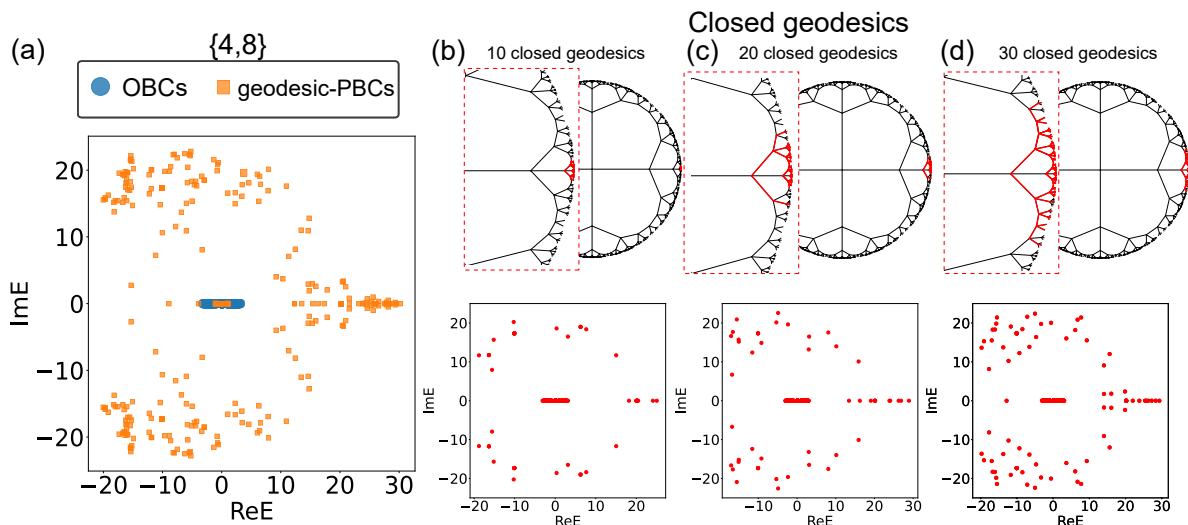 Closed geodesics
(a)
{4,8}
OBCs
geodesic-PBCs
ImE
20
10
0
−10
−20
−20 −10 0 10 20 30
ReE
(b)
10 closed geodesics
(c)
20 closed geodesics
(d)
30 closed geodesics
ImE
20
10
0
−10
−20
−20 −10 0 10 20
ReE
ImE
20
10
0
−10
−20
−20 −10 0 10 20 30
ReE
ImE
20
10
0
−10
−20
−20 −10 0 10 20 30
ReE